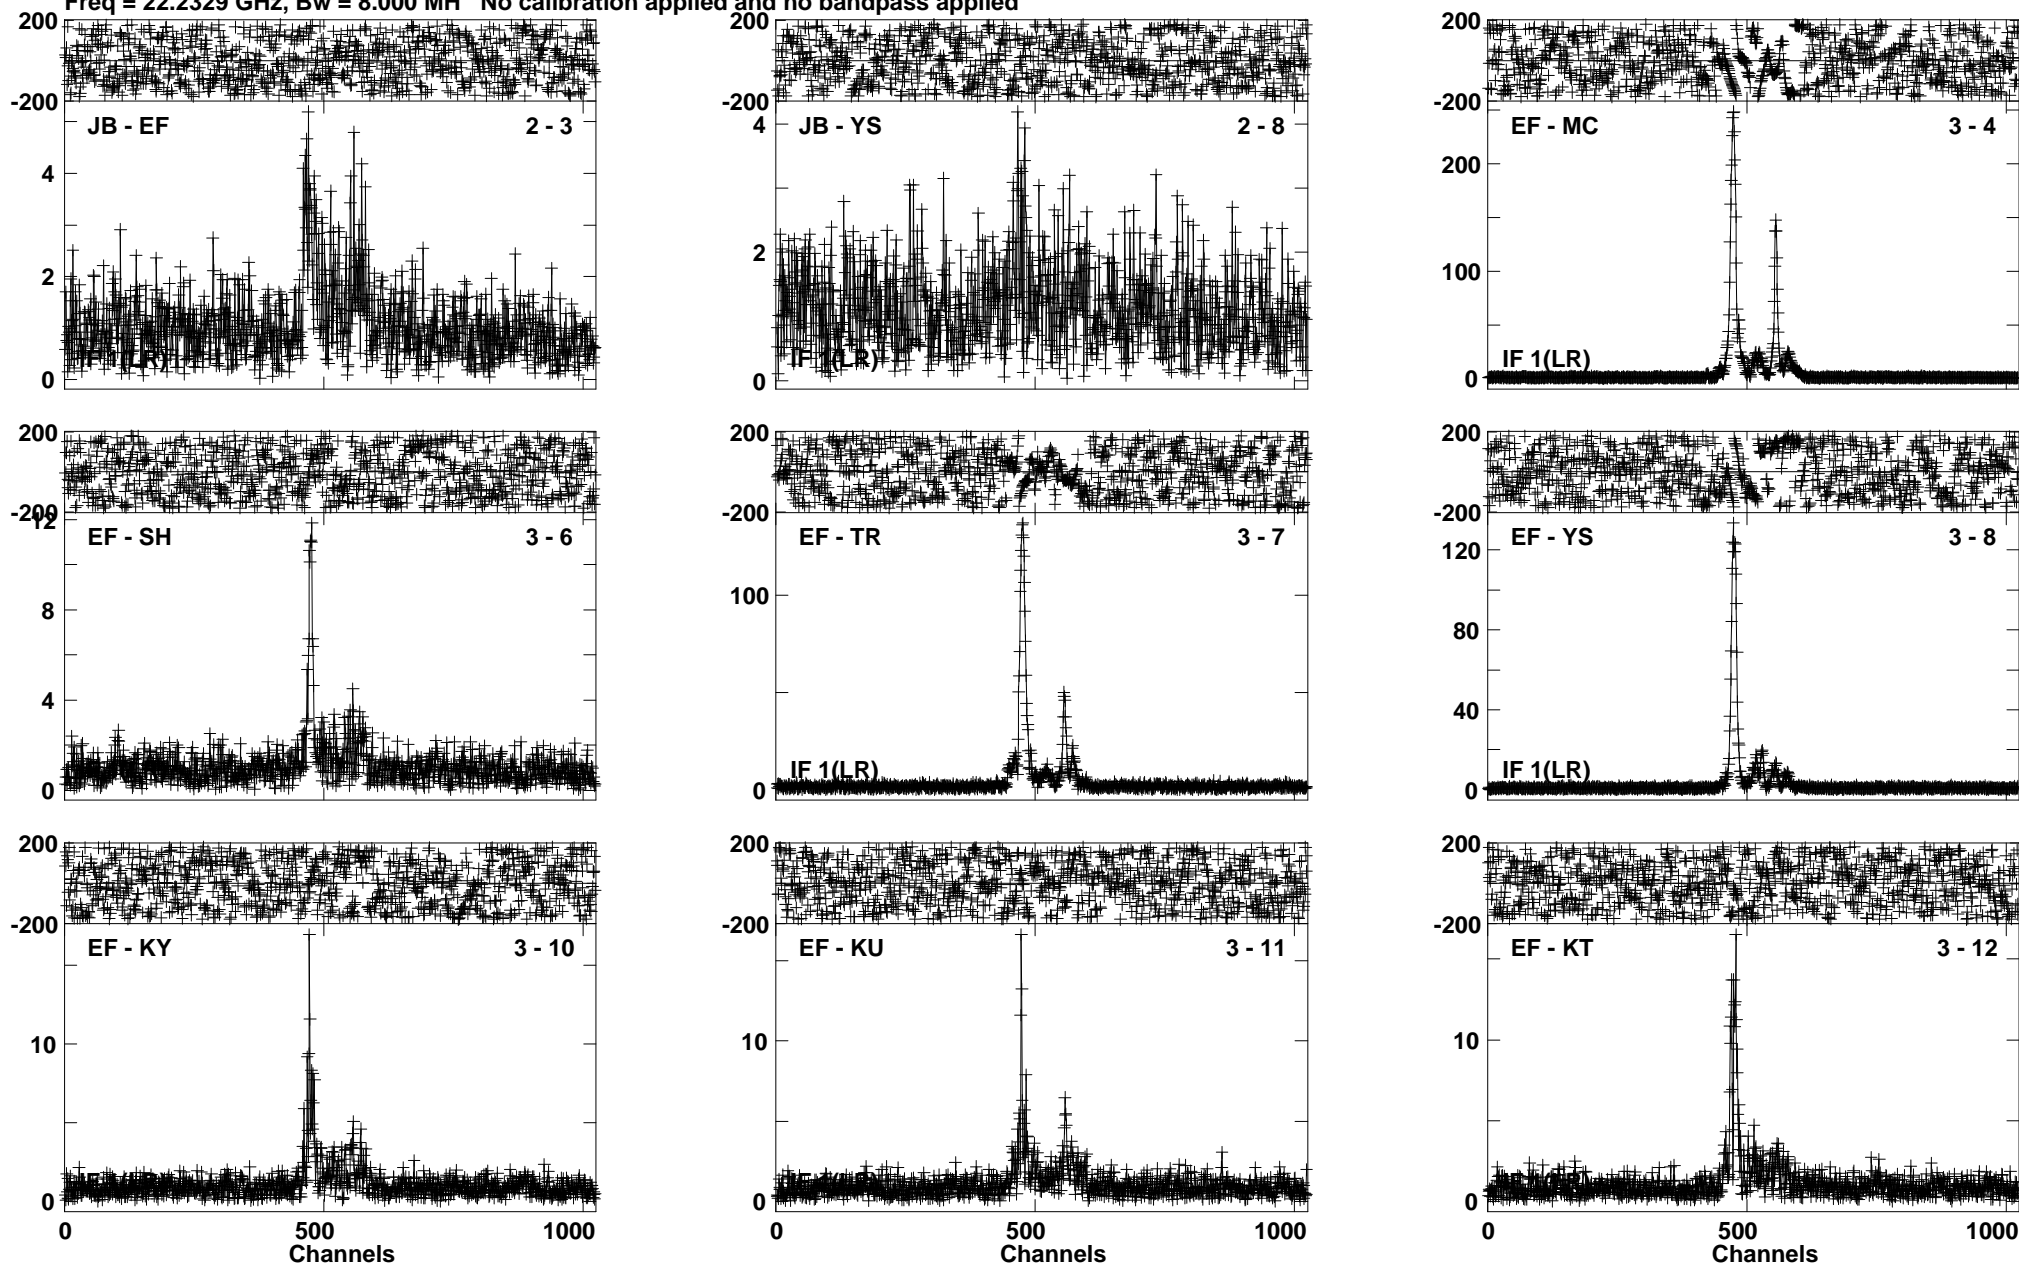 Freq = 22.2329 GHz, Bw = 8.000 MH No calibration applied and no bandpass applied
200
-200
JB - EF 2 - 3
4
2
0
IF 1(LR)
200
-200
JB - YS 2 - 8
4
2
0
IF 1(LR)
200
-200
EF - MC 3 - 4
200
100
0
IF 1(LR)
200
-200
12
EF - SH 3 - 6
8
4
0
200
-200
EF - TR 3 - 7
100
0
IF 1(LR)
200
-200
EF - YS 3 - 8
120
80
40
0
IF 1(LR)
200
-200
EF - KY 3 - 10
10
0
0 500 1000
Channels
200
-200
EF - KU 3 - 11
10
0
0 500 1000
Channels
200
-200
EF - KT 3 - 12
10
0
0 500 1000
Channels